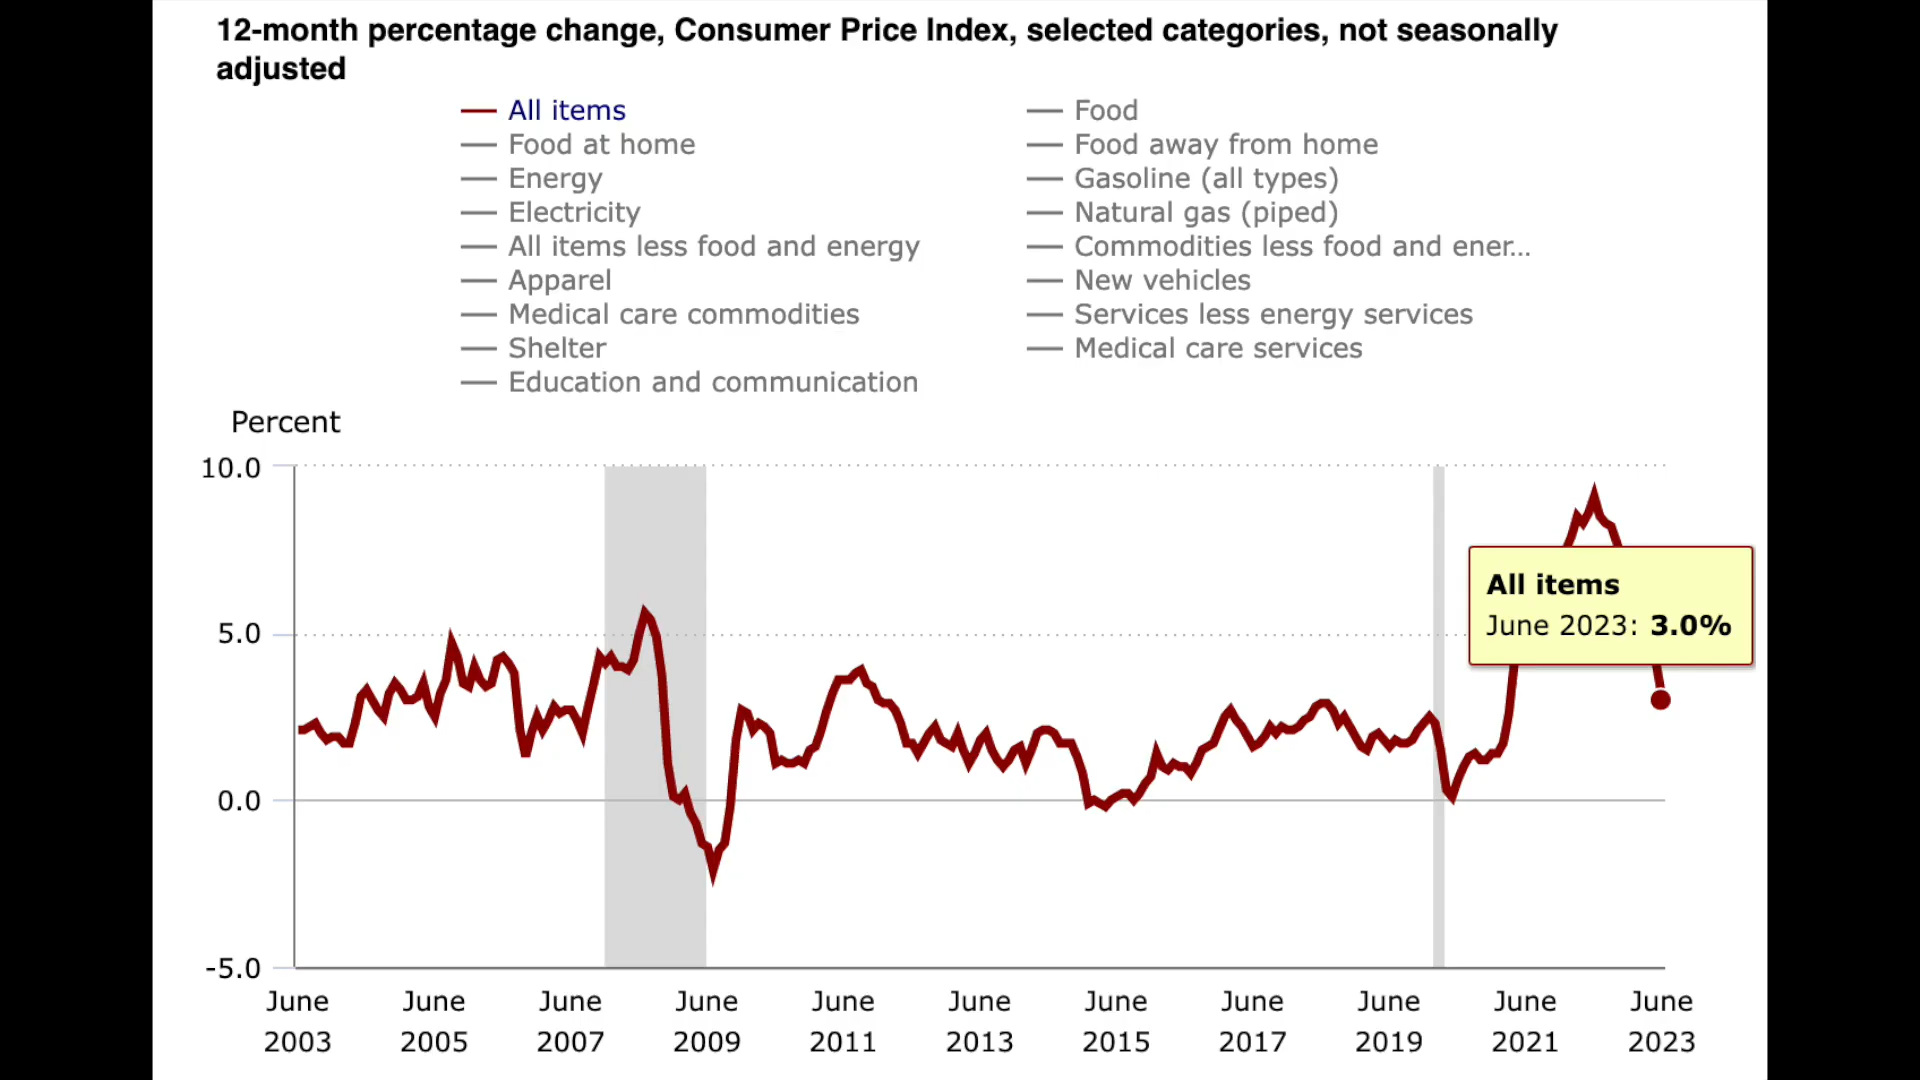 12-month percentage change, Consumer Price Index, selected categories, not seasonally
adjusted
All items
Food
Food at home
Food away from home
Energy
Gasoline (all types)
Electricity
Natural gas (piped)
All items less food and energy
Commodities less food and ener...
Apparel
New vehicles
Medical care commodities
Services less energy services
Shelter
Medical care services
Education and communication
Percent
10.0
5.0
0.0
-5.0
All items
June 2023: 3.0%
June 2003
June 2005
June 2007
June 2009
June 2011
June 2013
June 2015
June 2017
June 2019
June 2021
June 2023